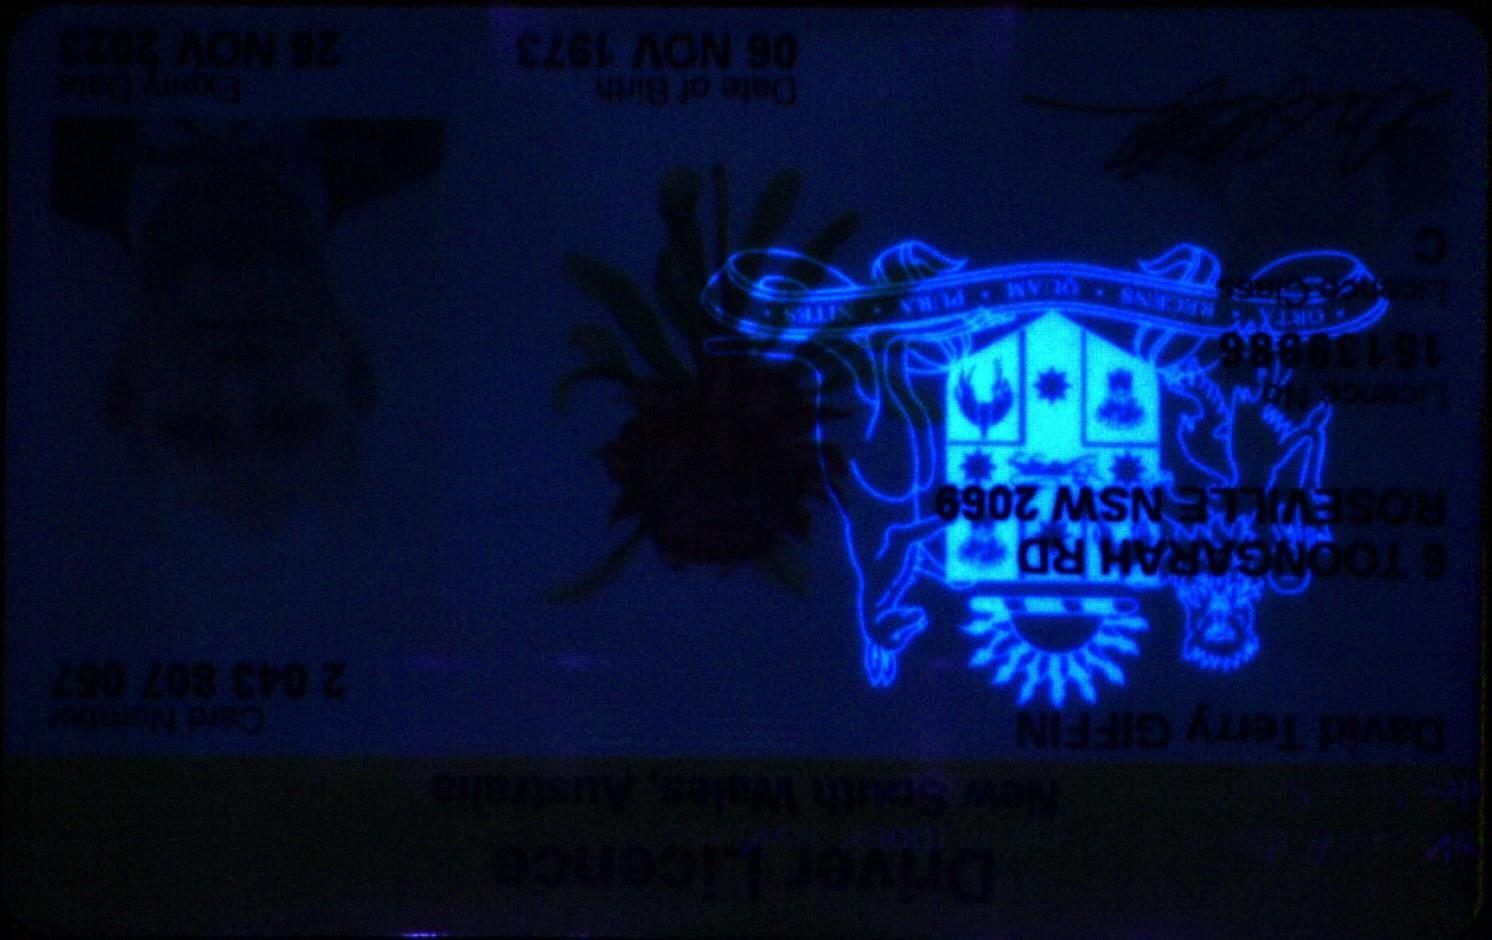 Driver Licence
New South Wales, Australia
David Terry GIFFIN
Card Number
2 043 807 067
6 TOONGARAH RD
ROSEVILLE NSW 2069
Licence No
Licence Class
C
ORTA • RECENS • QUAM • PURA • NITES •
Date of Birth
06 NOV 1973
Expiry Date
26 NOV 2023